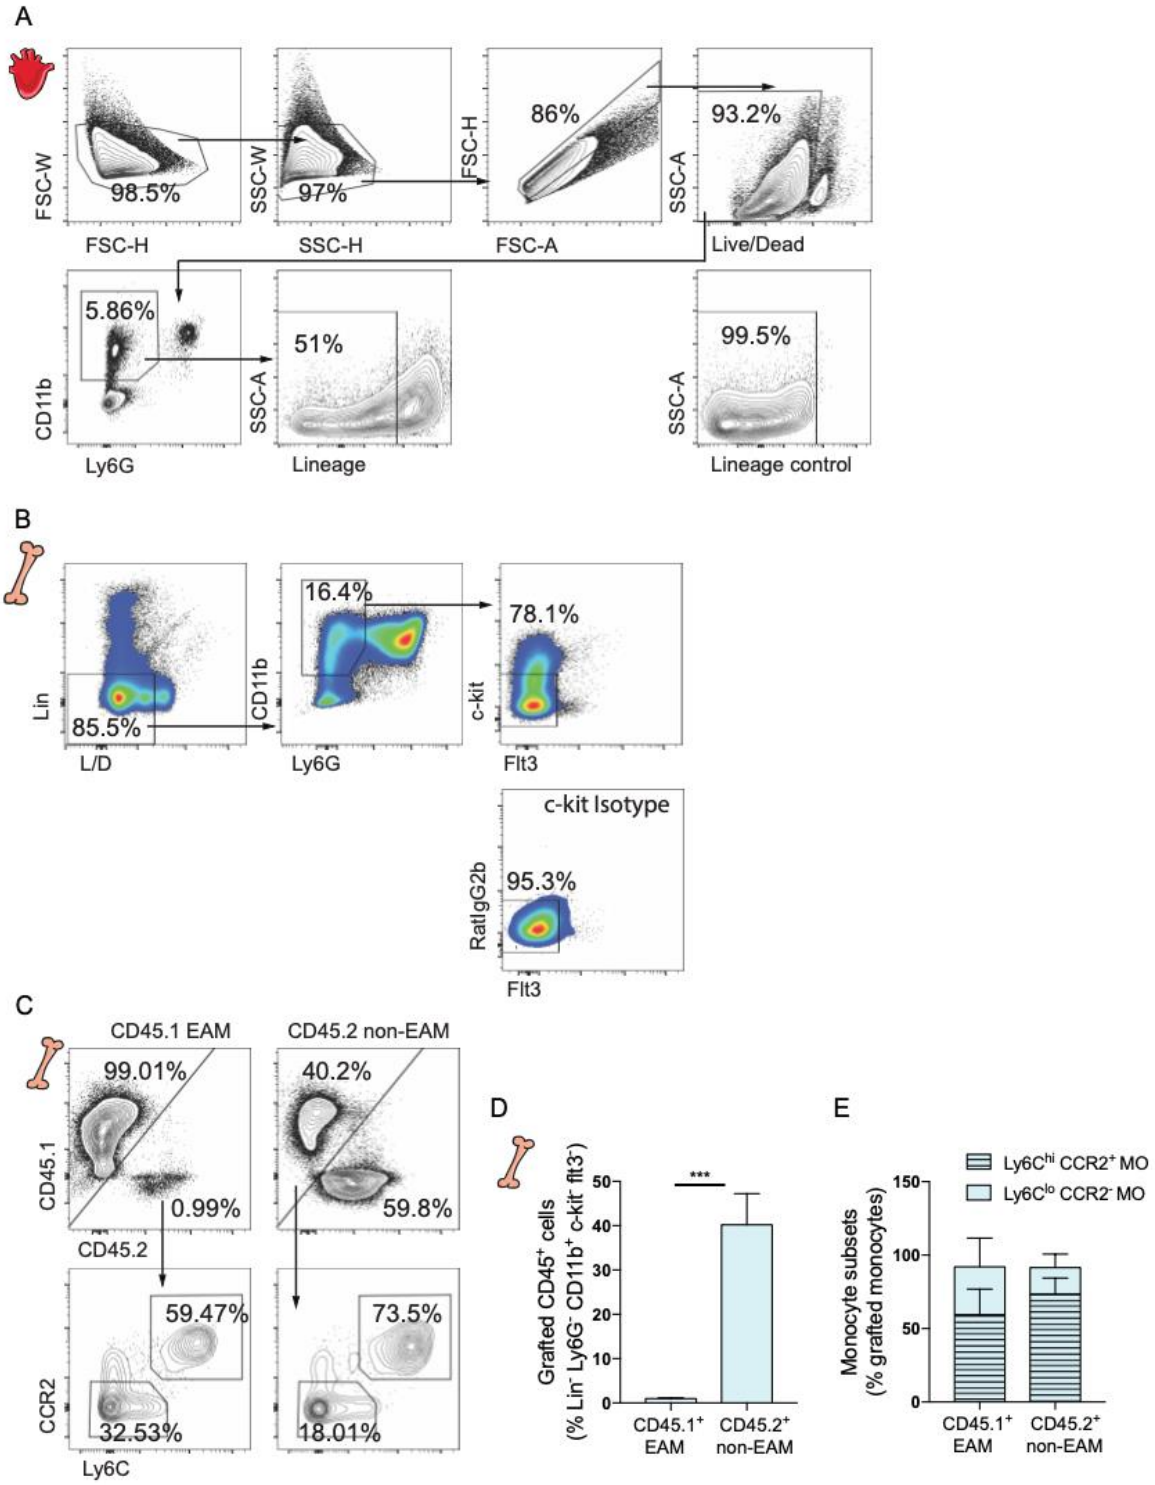 A
FSC-W
98.5%
FSC-H
SSC-W
97%
SSC-H
FSC-H
86%
FSC-A
SSC-A
93.2%
Live/Dead
CD11b
5.86%
Ly6G
SSC-A
51%
Lineage
SSC-A
99.5%
Lineage control
B
Lin
85.5%
L/D
CD11b
16.4%
Ly6G
c-kit
78.1%
Flt3
c-kit Isotype
RatIgG2b
95.3%
Flt3
C
CD45.1 EAM
CD45.2 non-EAM
CD45.1
99.01%
0.99%
CD45.2
40.2%
59.8%
CCR2
59.47%
32.53%
Ly6C
73.5%
18.01%
D
Grafted CD45⁺ cells
(% Lin⁻ Ly6G⁻ CD11b⁺ c-kit⁻ flt3⁻)
50
40
30
20
10
0
***
CD45.1⁺
EAM
CD45.2⁺
non-EAM
E
Ly6Cʰⁱ CCR2⁺ MO
Ly6Cˡᵒ CCR2⁻ MO
Monocyte subsets
(% grafted monocytes)
150
100
50
0
CD45.1⁺
EAM
CD45.2⁺
non-EAM